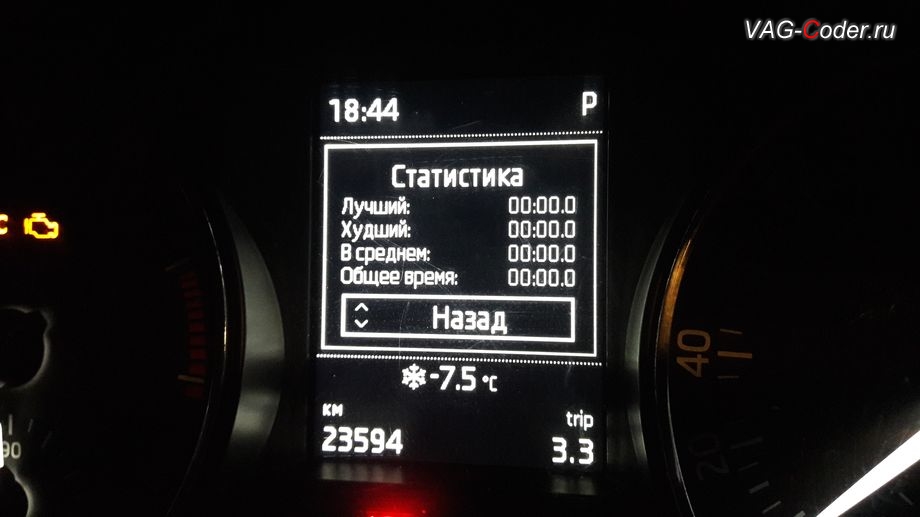 VAG-Coder.ru
18:44 P
Статистика
Лучший: 00:00.0
Худший: 00:00.0
В среднем: 00:00.0
Общее время: 00:00.0
Назад
-7.5 °C
км trip
23594 3.3
40
20
90